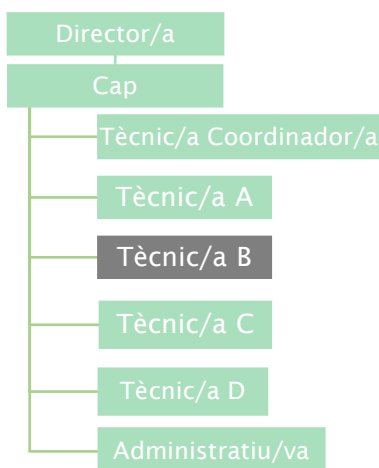 Director/a
Cap
Tècnic/a Coordinador/a
Tècnic/a A
Tècnic/a B
Tècnic/a C
Tècnic/a D
Administratiu/va